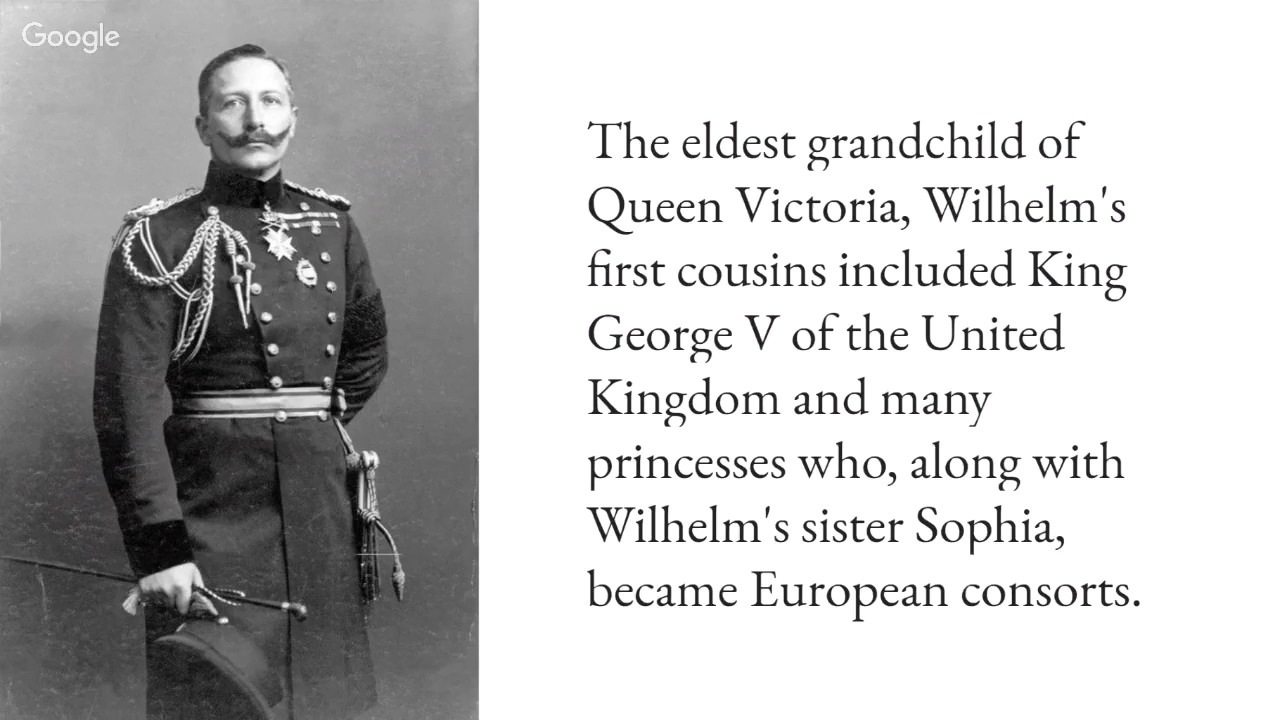 Google
The eldest grandchild of
Queen Victoria, Wilhelm's
first cousins included King
George V of the United
Kingdom and many
princesses who, along with
Wilhelm's sister Sophia,
became European consorts.